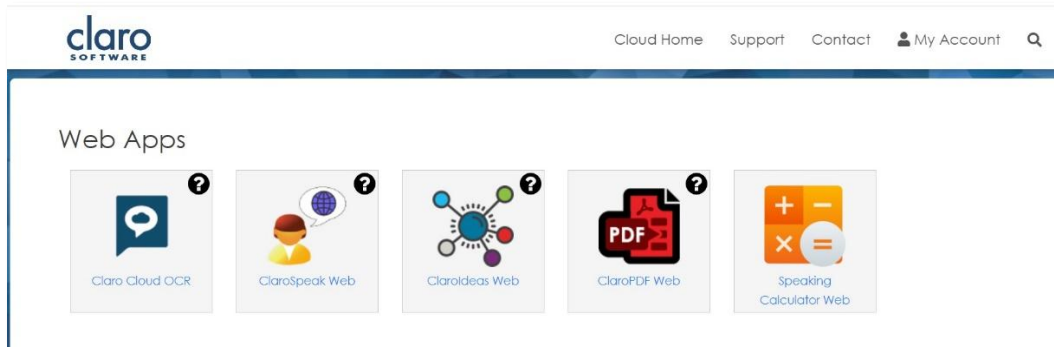 claro
SOFTWARE
Cloud Home Support Contact My Account
Web Apps
?
?
?
?
PDF
Claro Cloud OCR
ClaroSpeak Web
ClaroIdeas Web
ClaroPDF Web
Speaking
Calculator Web